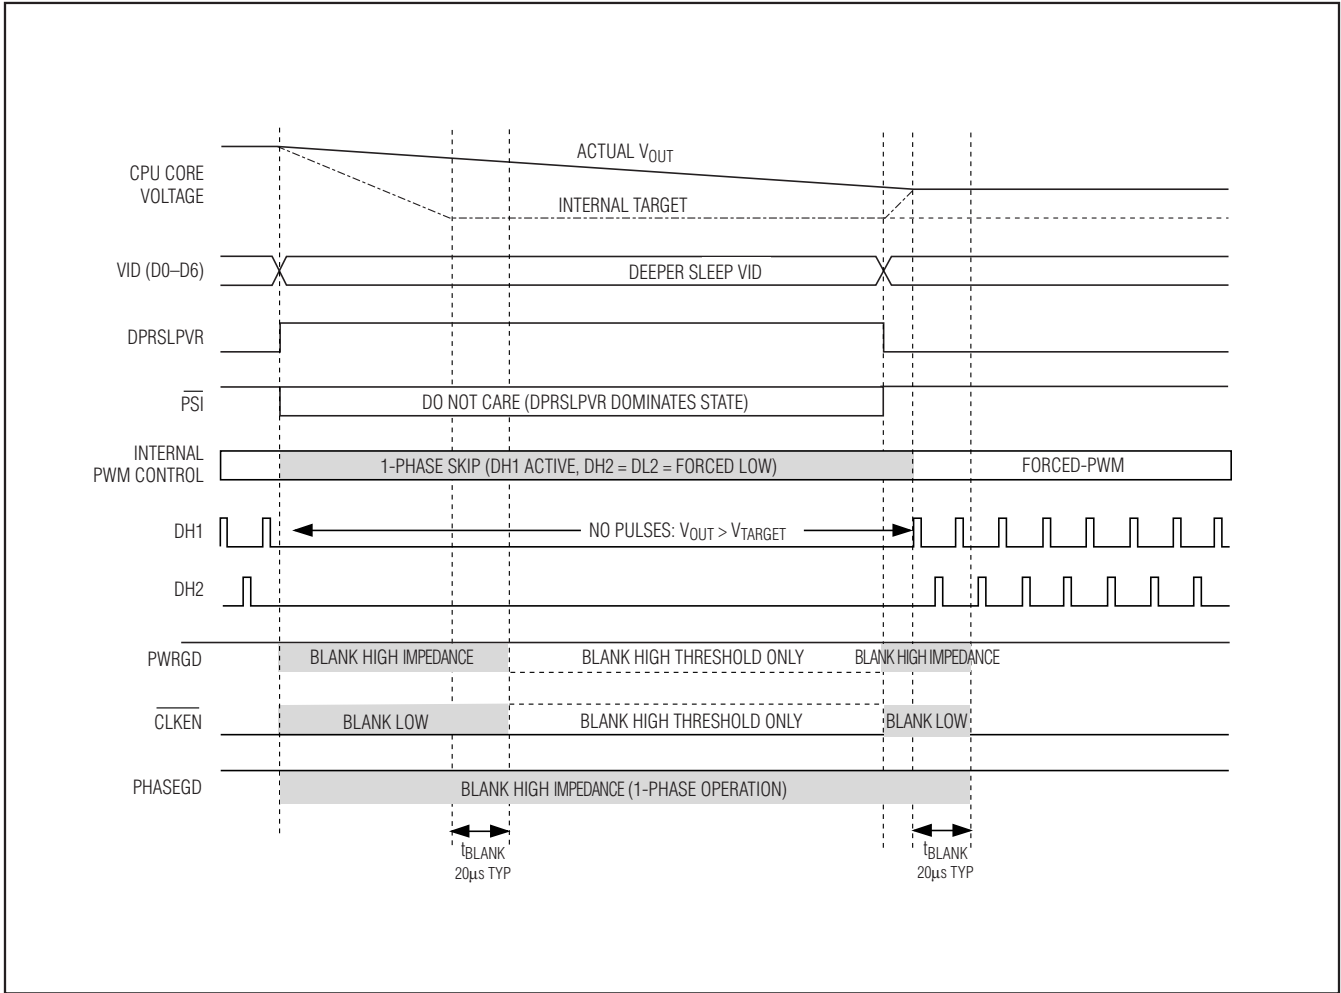 CPU CORE
VOLTAGE
ACTUAL VOUT
INTERNAL TARGET
VID (D0–D6)
DEEPER SLEEP VID
DPRSLPVR
PSI
DO NOT CARE (DPRSLPVR DOMINATES STATE)
INTERNAL
PWM CONTROL
1-PHASE SKIP (DH1 ACTIVE, DH2 = DL2 = FORCED LOW)
FORCED-PWM
DH1
NO PULSES: VOUT > VTARGET
DH2
PWRGD
BLANK HIGH IMPEDANCE
BLANK HIGH THRESHOLD ONLY
BLANK HIGH IMPEDANCE
CLKEN
BLANK LOW
BLANK HIGH THRESHOLD ONLY
BLANK LOW
PHASEGD
BLANK HIGH IMPEDANCE (1-PHASE OPERATION)
tBLANK
20μs TYP
tBLANK
20μs TYP